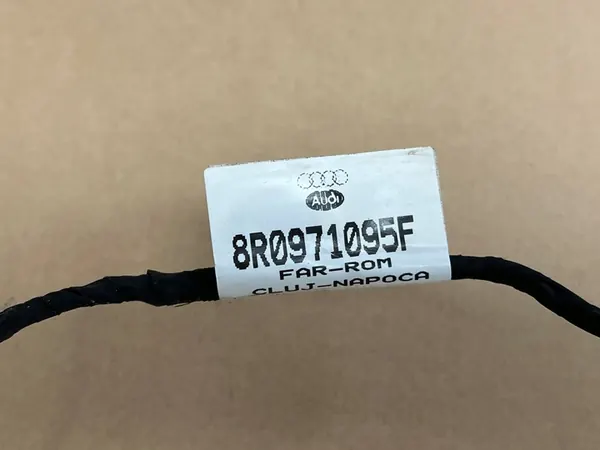 Audi
8R0971095F
FAR-ROM
CLUJ-NAPOCA